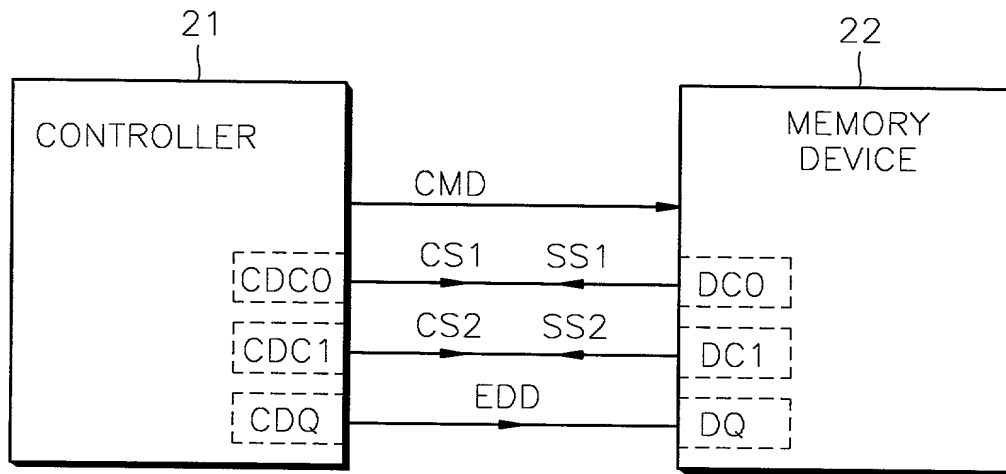 21
22
CONTROLLER
MEMORY
DEVICE
CMD
CDC0
CS1
SS1
DC0
CDC1
CS2
SS2
DC1
CDQ
EDD
DQ